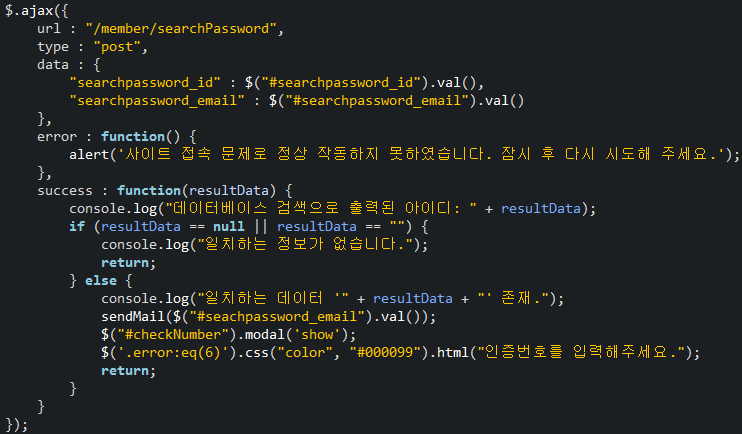 $.ajax({
    url : "/member/searchPassword",
    type : "post",
    data : {
        "searchpassword_id" : $("#searchpassword_id").val(),
        "searchpassword_email" : $("#searchpassword_email").val()
    },
    error : function() {
        alert('사이트 접속 문제로 정상 작동하지 못하였습니다. 잠시 후 다시 시도해 주세요.');
    },
    success : function(resultData) {
        console.log("데이터베이스 검색으로 출력된 아이디: " + resultData);
        if (resultData == null || resultData == "") {
            console.log("일치하는 정보가 없습니다.");
            return;
        } else {
            console.log("일치하는 데이터 '" + resultData + "' 존재.");
            sendMail($("#seachpassword_email").val());
            $("#checkNumber").modal('show');
            $('.error:eq(6)').css("color", "#000099").html("인증번호를 입력해주세요.");
            return;
        }
    }
});